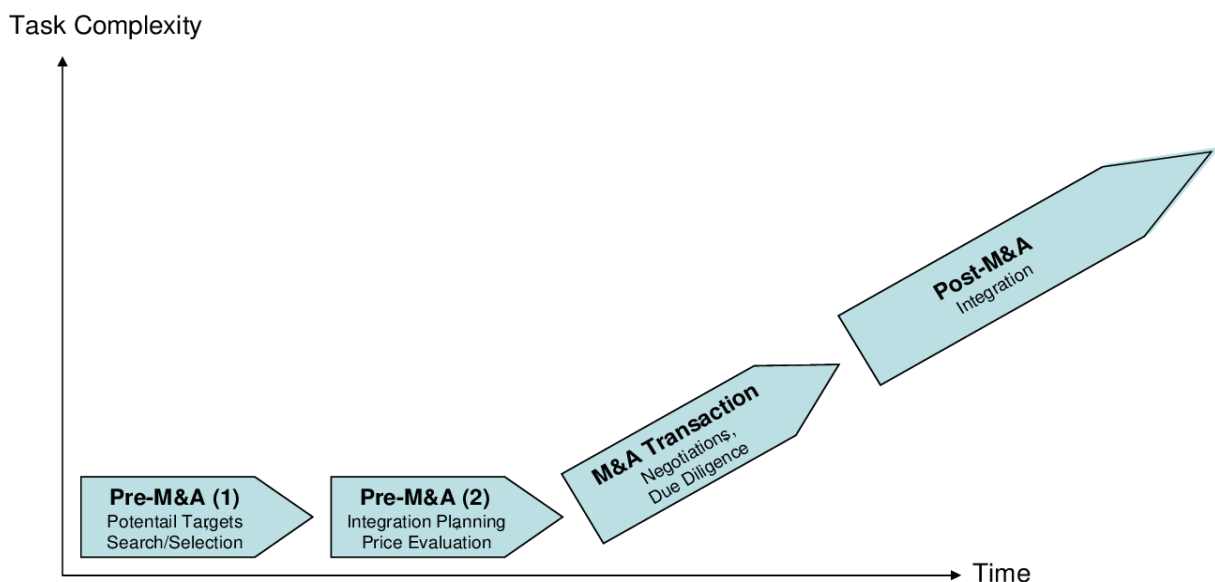 Task Complexity
Post-M&A
Integration
M&A Transaction
Negotiations,
Due Diligence
Pre-M&A (1)
Potentail Targets
Search/Selection
Pre-M&A (2)
Integration Planning
Price Evaluation
Time